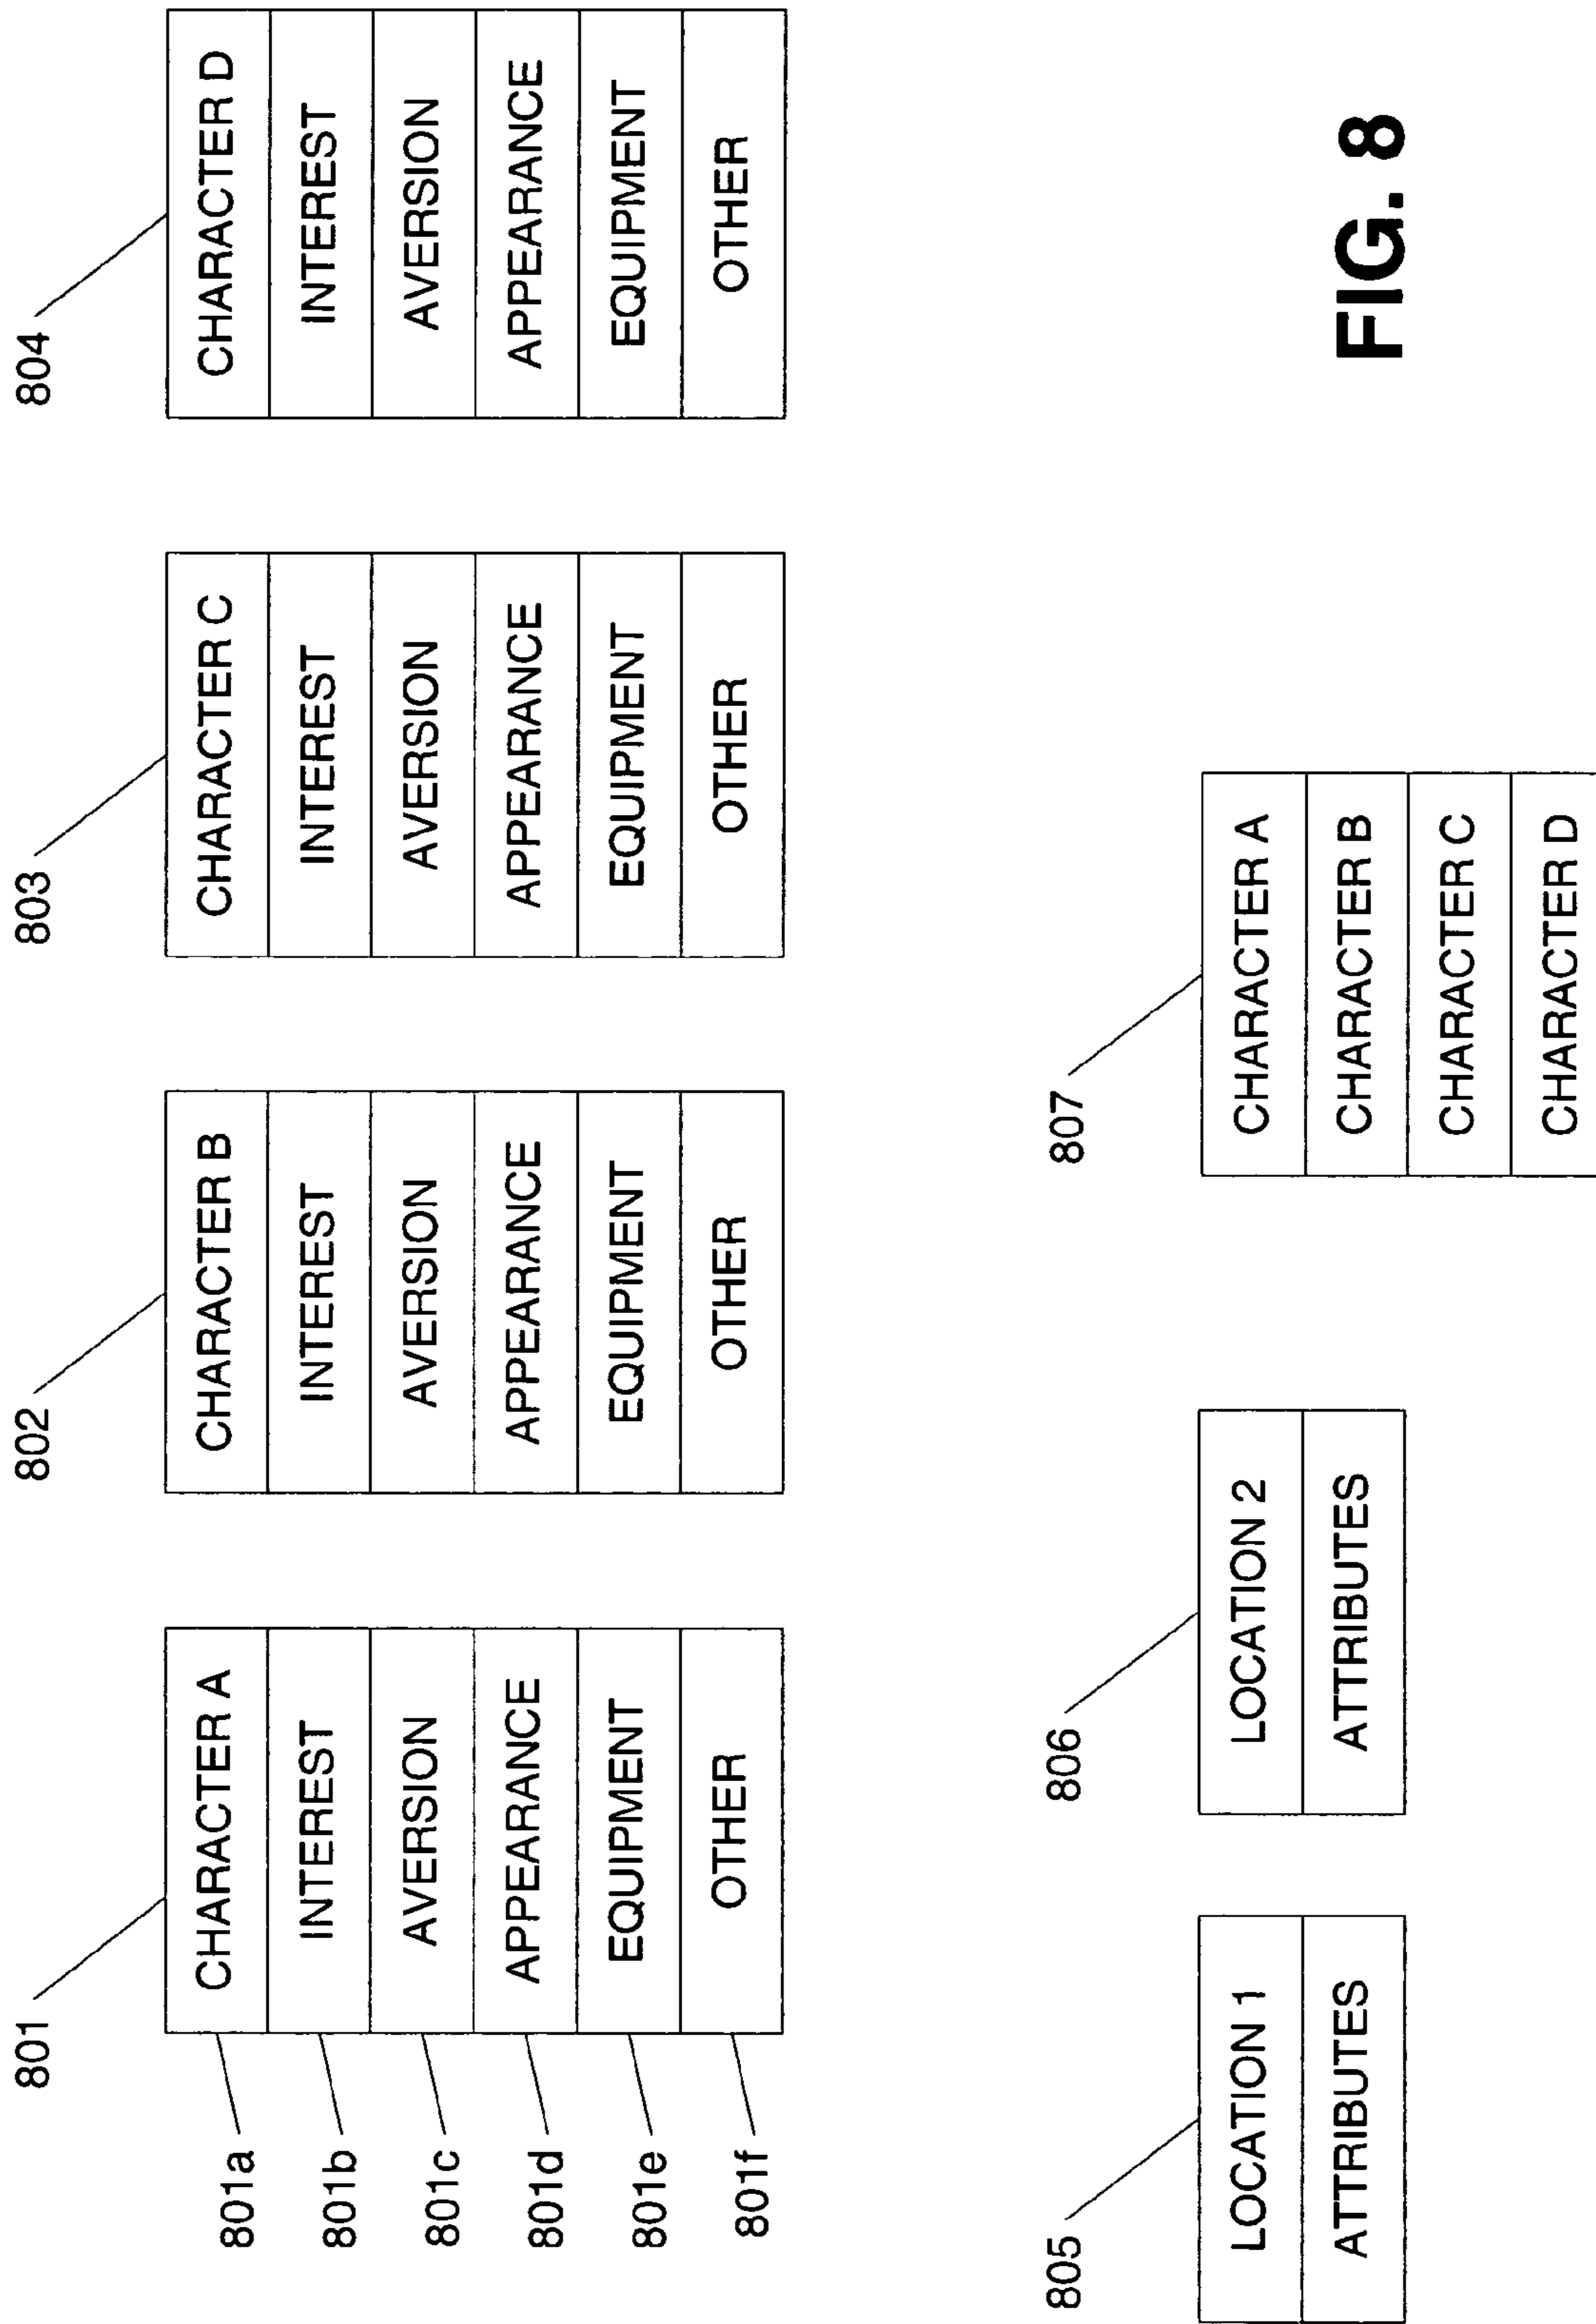 801
801a
801b
801c
801d
801e
801f
CHARACTER A
INTEREST
AVERSION
APPEARANCE
EQUIPMENT
OTHER
802
CHARACTER B
INTEREST
AVERSION
APPEARANCE
EQUIPMENT
OTHER
803
CHARACTER C
INTEREST
AVERSION
APPEARANCE
EQUIPMENT
OTHER
804
CHARACTER D
INTEREST
AVERSION
APPEARANCE
EQUIPMENT
OTHER
805
LOCATION 1
ATTRIBUTES
806
LOCATION 2
ATTRIBUTES
807
CHARACTER A
CHARACTER B
CHARACTER C
CHARACTER D
FIG. 8